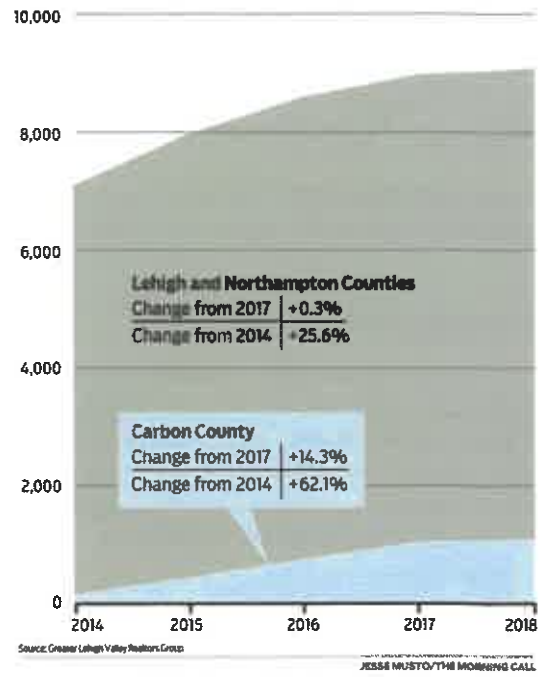 10,000
8,000
6,000
Lehigh and Northampton Counties
Change from 2017 +0.3%
Change from 2014 +25.6%
4,000
Carbon County
Change from 2017 +14.3%
Change from 2014 +62.1%
2,000
0
2014 2015 2016 2017 2018
Source: Greater Lehigh Valley Realtors Group
JESSE MUSTO/THE MORNING CALL